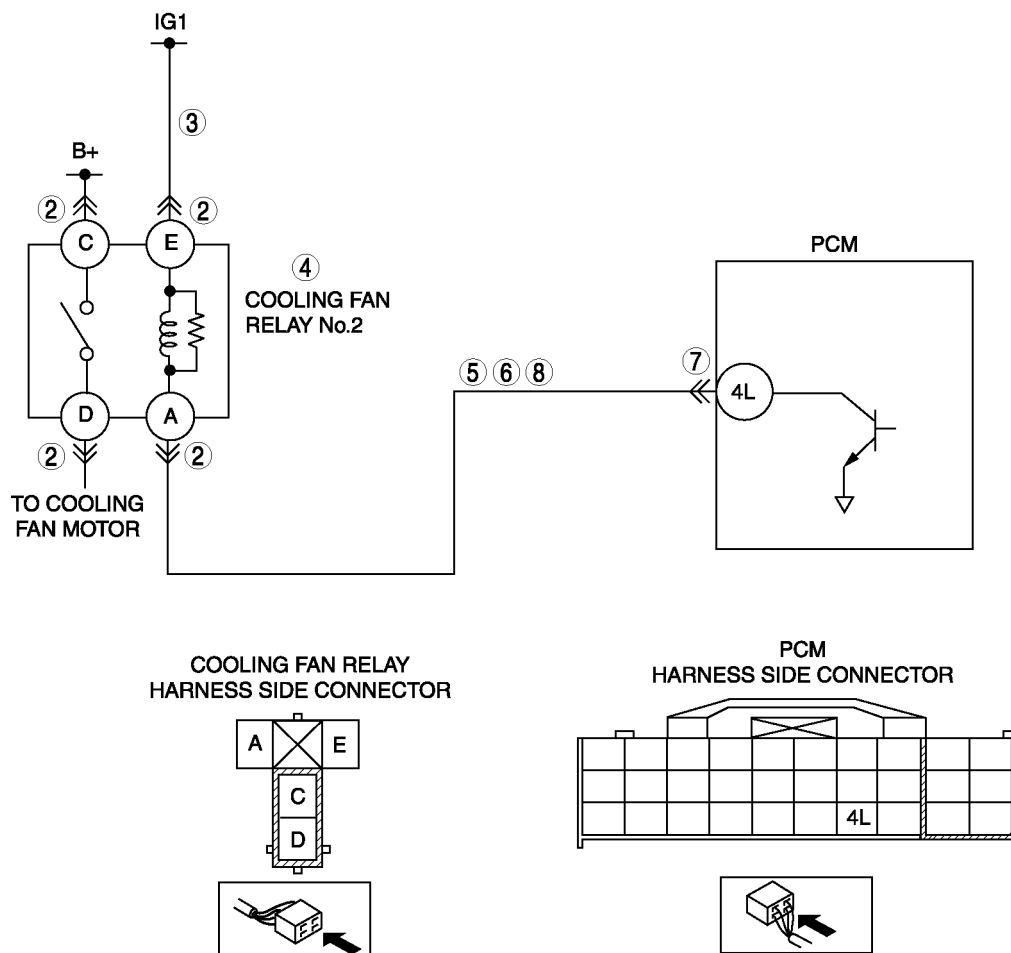 IG1
③
B+
② ②
C E
PCM
④
COOLING FAN
RELAY No.2
⑤ ⑥ ⑧ ⑦
4L
D A
② ②
TO COOLING
FAN MOTOR
COOLING FAN RELAY
HARNESS SIDE CONNECTOR
A E
C
D
PCM
HARNESS SIDE CONNECTOR
4L